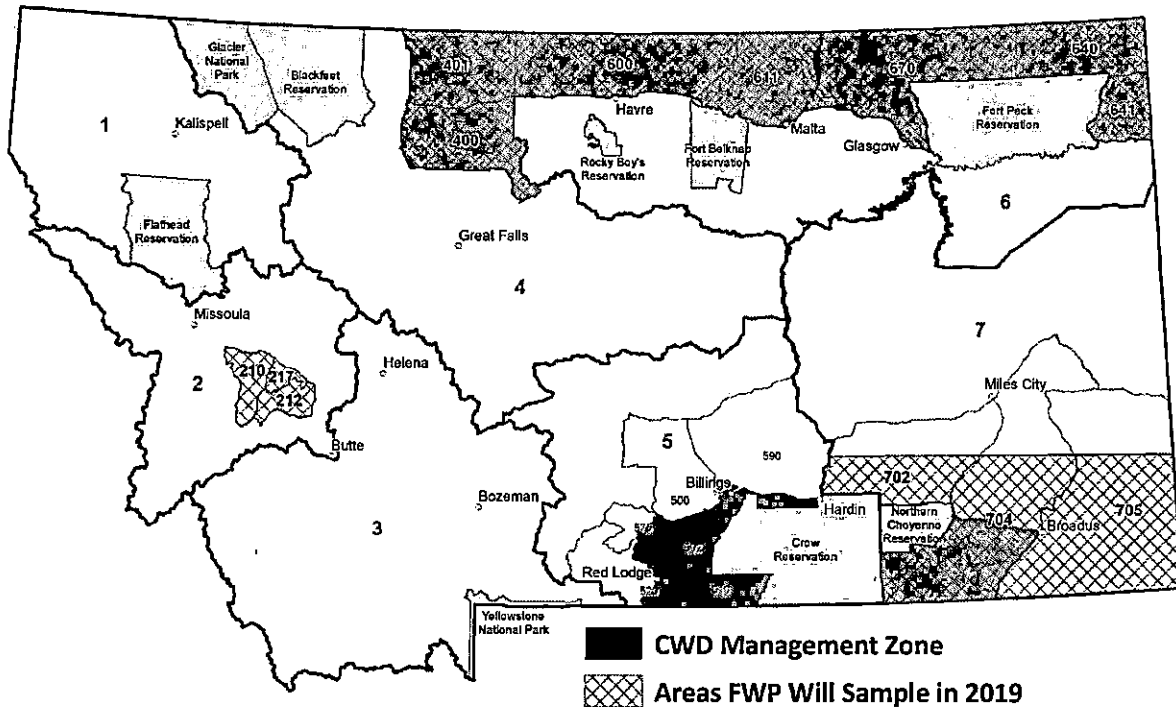 Glacier
National
Park
Blackfeet
Reservation
401
600
611
670
640
641
400
Havre
Malta
Glasgow
Fort Peck
Reservation
Rocky Boy's
Reservation
Fort Belknap
Reservation
1
Kalispell
Flathead
Reservation
6
Great Falls
4
Missoula
7
Helena
2
210
217
212
Miles City
Butte
5
590
Billings
500
702
705
Bozeman
Hardin
Northern
Cheyenne
Reservation
704
Broadus
3
Crow
Reservation
Red Lodge
Yellowstone
National Park
CWD Management Zone
Areas FWP Will Sample in 2019